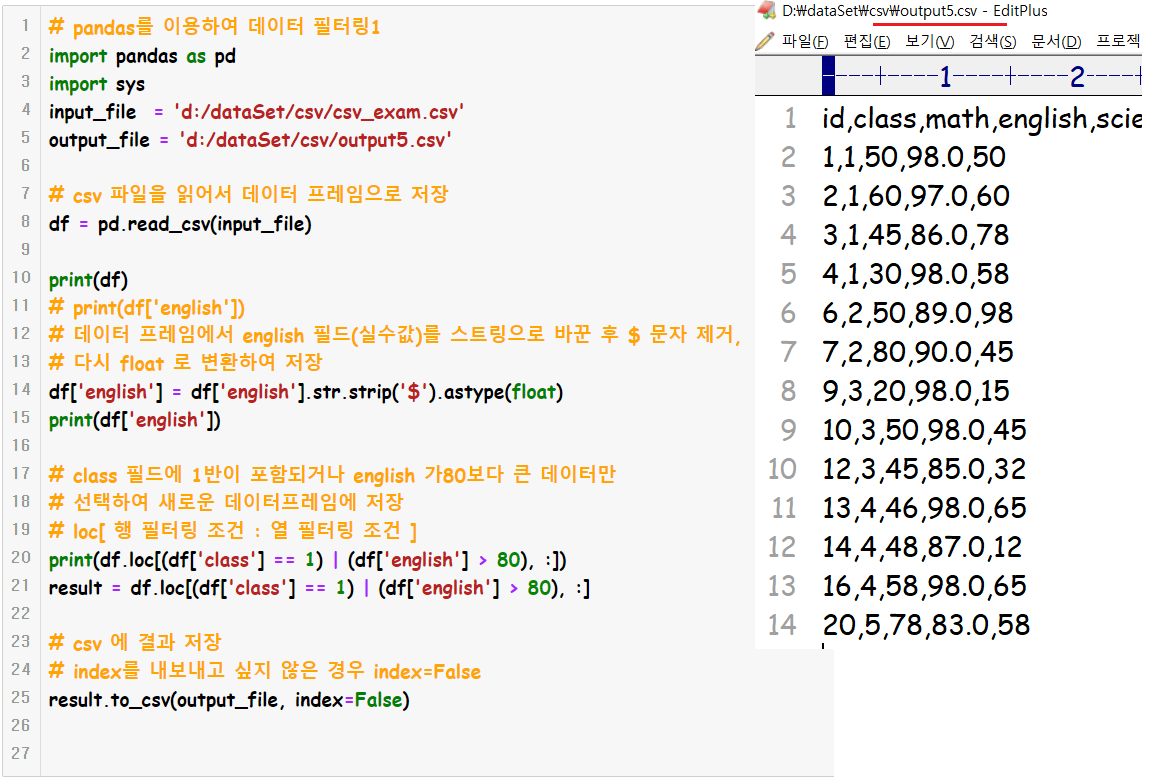 1 # pandas를 이용하여 데이터 필터링1
2 import pandas as pd
3 import sys
4 input_file  = 'd:/dataSet/csv/csv_exam.csv'
5 output_file = 'd:/dataSet/csv/output5.csv'
6
7 # csv 파일을 읽어서 데이터 프레임으로 저장
8 df = pd.read_csv(input_file)
9
10 print(df)
11 # print(df['english'])
12 # 데이터 프레임에서 english 필드(실수값)를 스트링으로 바꾼 후 $ 문자 제거,
13 # 다시 float 로 변환하여 저장
14 df['english'] = df['english'].str.strip('$').astype(float)
15 print(df['english'])
16
17 # class 필드에 1반이 포함되거나 english 가80보다 큰 데이터만
18 # 선택하여 새로운 데이터프레임에 저장
19 # loc[ 행 필터링 조건 : 열 필터링 조건 ]
20 print(df.loc[(df['class'] == 1) | (df['english'] > 80), :])
21 result = df.loc[(df['class'] == 1) | (df['english'] > 80), :]
22
23 # csv 에 결과 저장
24 # index를 내보내고 싶지 않은 경우 index=False
25 result.to_csv(output_file, index=False)
26
27
D:₩dataSet₩csv₩output5.csv - EditPlus
파일(F) 편집(E) 보기(V) 검색(S) 문서(D) 프로젝
----+----1----+----2----+
1 id,class,math,english,scie
2 1,1,50,98.0,50
3 2,1,60,97.0,60
4 3,1,45,86.0,78
5 4,1,30,98.0,58
6 6,2,50,89.0,98
7 7,2,80,90.0,45
8 9,3,20,98.0,15
9 10,3,50,98.0,45
10 12,3,45,85.0,32
11 13,4,46,98.0,65
12 14,4,48,87.0,12
13 16,4,58,98.0,65
14 20,5,78,83.0,58